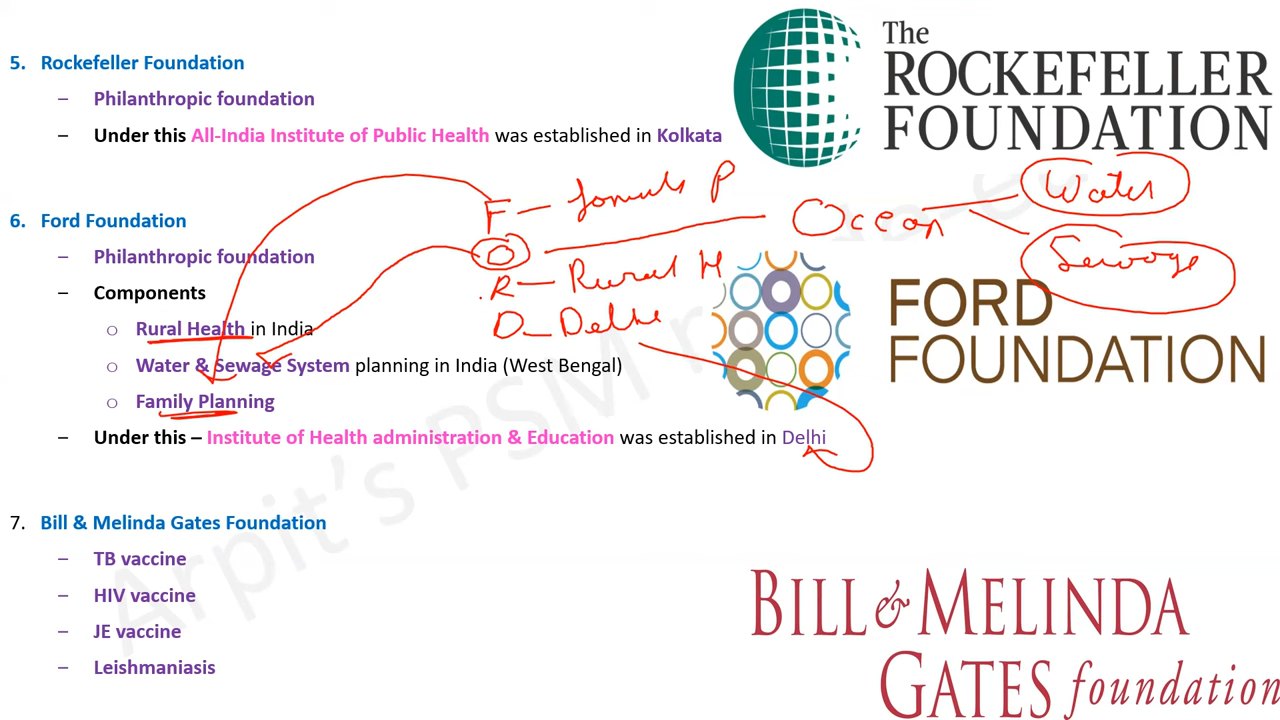 The
ROCKEFELLER
FOUNDATION
5. Rockefeller Foundation
– Philanthropic foundation
– Under this All-India Institute of Public Health was established in Kolkata
F – P
O – Ocean – Water
Sewage
R – Rural H
D – Delhi
6. Ford Foundation
– Philanthropic foundation
– Components
o Rural Health in India
o Water & Sewage System planning in India (West Bengal)
o Family Planning
– Under this – Institute of Health administration & Education was established in Delhi
FORD
FOUNDATION
7. Bill & Melinda Gates Foundation
– TB vaccine
– HIV vaccine
– JE vaccine
– Leishmaniasis
BILL & MELINDA
GATES foundation
Arpit's PSM